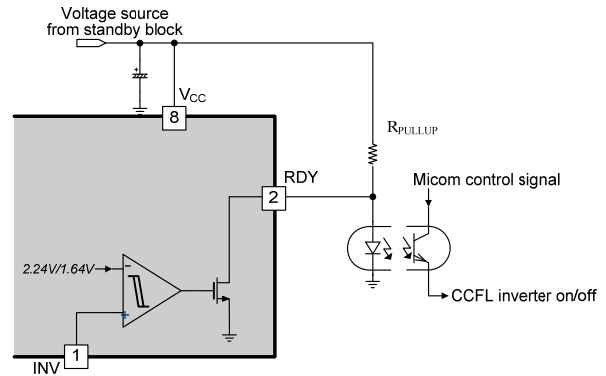 Voltage source
from standby block
V_CC
8
R_PULLUP
RDY
2
Micom control signal
2.24V/1.64V
-
+
CCFL inverter on/off
1
INV